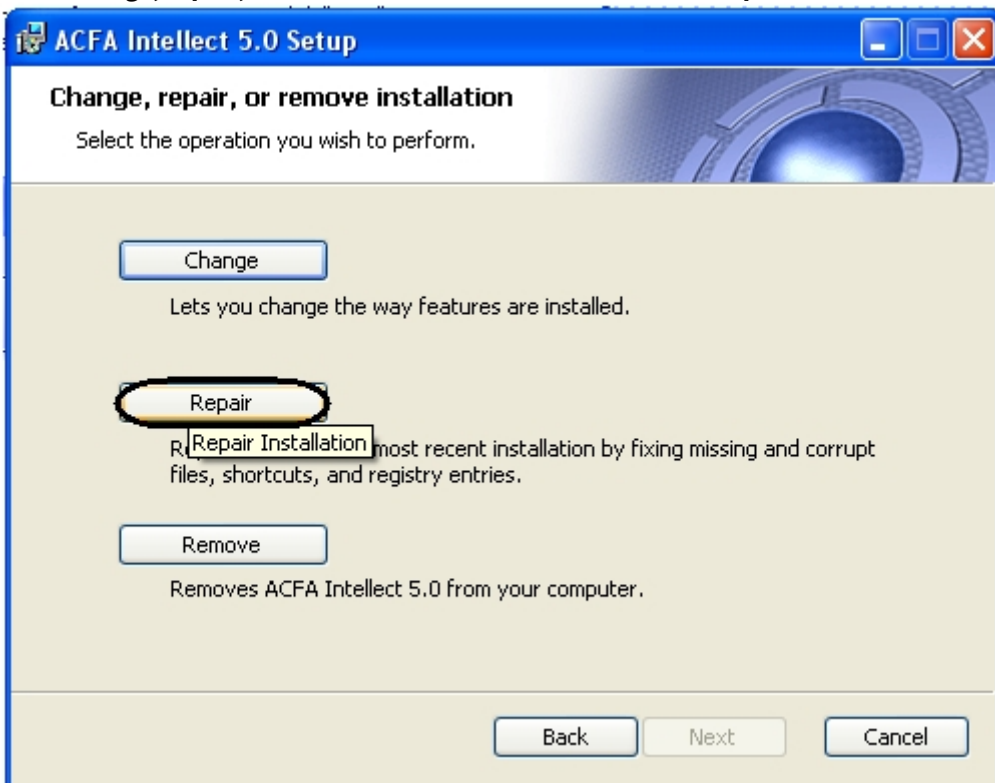 ACFA Intellect 5.0 Setup
Change, repair, or remove installation
Select the operation you wish to perform.
Change
Lets you change the way features are installed.
Repair
Repair Installation
most recent installation by fixing missing and corrupt
files, shortcuts, and registry entries.
Remove
Removes ACFA Intellect 5.0 from your computer.
Back Next Cancel